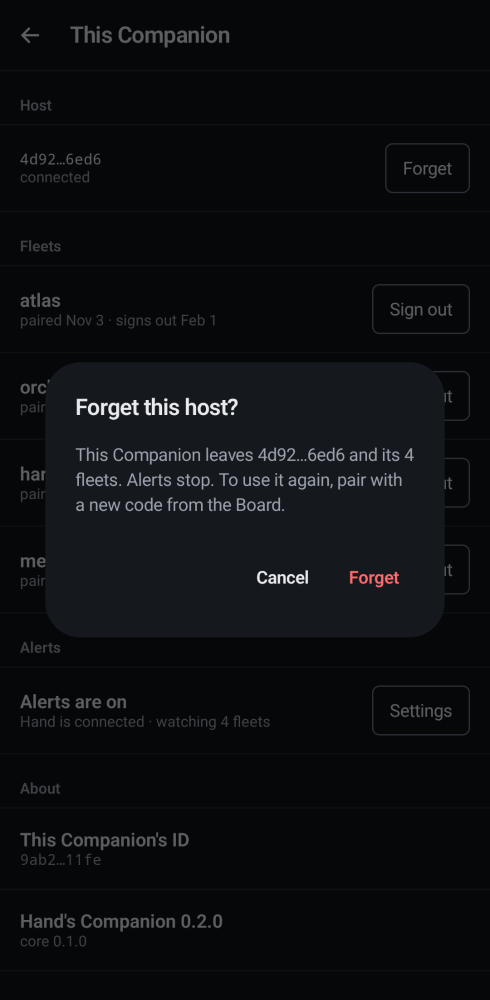 This Companion
Host
4d92…6ed6
connected
Forget
Fleets
atlas
paired Nov 3 · signs out Feb 1
Sign out
Forget this host?
This Companion leaves 4d92…6ed6 and its 4
fleets. Alerts stop. To use it again, pair with
a new code from the Board.
Cancel
Forget
Alerts
Alerts are on
Hand is connected · watching 4 fleets
Settings
About
This Companion's ID
9ab2…11fe
Hand's Companion 0.2.0
core 0.1.0